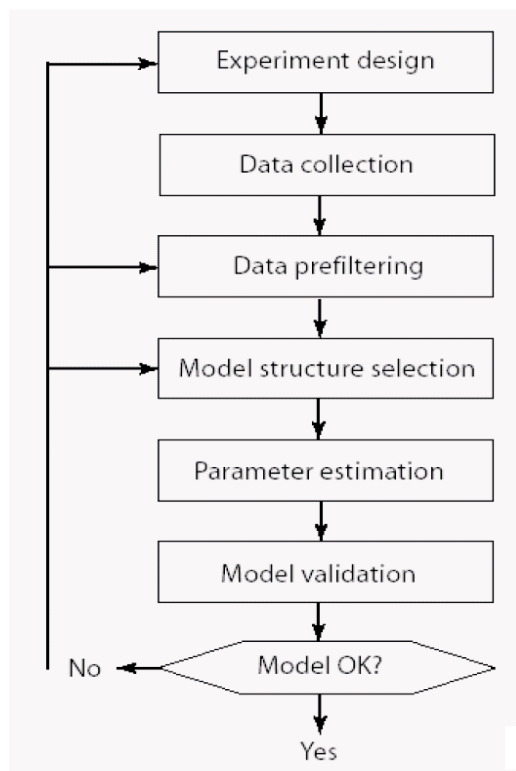 Experiment design
Data collection
Data prefiltering
Model structure selection
Parameter estimation
Model validation
Model OK?
No
Yes